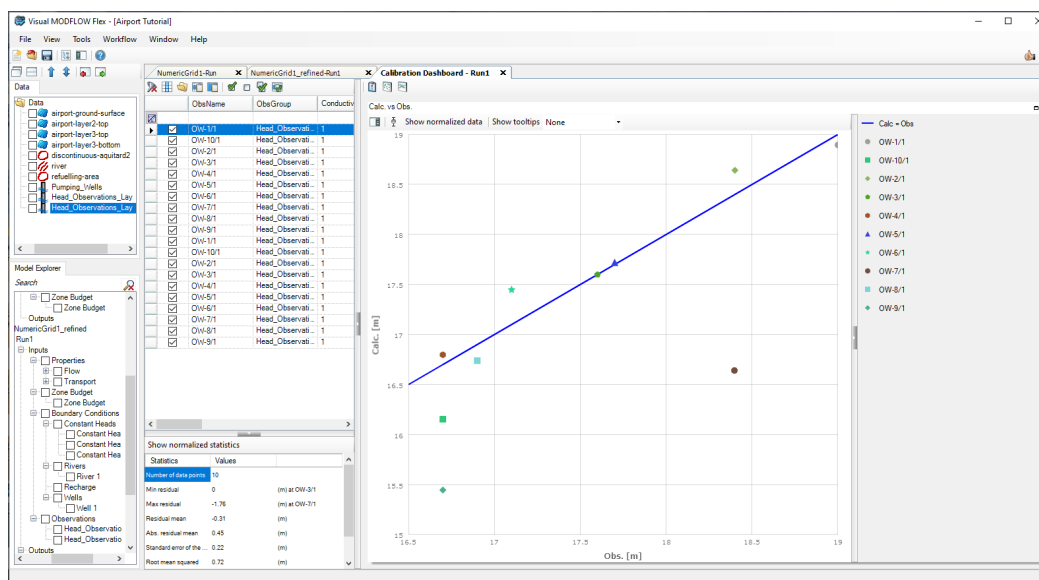 Visual MODFLOW Flex - [Airport Tutorial]
File View Tools Workflow Window Help
Data
Data
airport-ground-surface
airport-layer2-top
airport-layer3-top
airport-layer3-bottom
discontinuous-aquitard2
river
refuelling-area
Pumping_Wells
Head_Observations_Lay
Head_Observations_Lay
Model Explorer
Search
Zone Budget
Zone Budget
Outputs
NumericGrid1_refined
Run1
Inputs
Properties
Flow
Transport
Zone Budget
Zone Budget
Boundary Conditions
Constant Heads
Constant Hea
Constant Hea
Constant Hea
Rivers
River 1
Recharge
Wells
Well 1
Observations
Head_Observatio
Head_Observatio
Outputs
NumericGrid1-Run NumericGrid1_refined-Run1 Calibration Dashboard - Run1
ObsName ObsGroup Conductiv
OW-1/1 Head_Observati... 1
OW-10/1 Head_Observati... 1
OW-2/1 Head_Observati... 1
OW-3/1 Head_Observati... 1
OW-4/1 Head_Observati... 1
OW-5/1 Head_Observati... 1
OW-6/1 Head_Observati... 1
OW-7/1 Head_Observati... 1
OW-8/1 Head_Observati... 1
OW-9/1 Head_Observati... 1
OW-1/1 Head_Observati... 1
OW-10/1 Head_Observati... 1
OW-2/1 Head_Observati... 1
OW-3/1 Head_Observati... 1
OW-4/1 Head_Observati... 1
OW-5/1 Head_Observati... 1
OW-6/1 Head_Observati... 1
OW-7/1 Head_Observati... 1
OW-8/1 Head_Observati... 1
OW-9/1 Head_Observati... 1
Show normalized statistics
Statistics Values
Number of data points 10
Min residual 0 (m) at OW-3/1
Max residual -1.76 (m) at OW-7/1
Residual mean -0.31 (m)
Abs. residual mean 0.45 (m)
Standard error of the ... 0.22 (m)
Root mean squared 0.72 (m)
Calc. vs Obs.
Show normalized data Show tooltips None
19
18.5
18
17.5
17
16.5
16
15.5
15
Calc. [m]
16.5 17 17.5 18 18.5 19
Obs. [m]
Calc = Obs
OW-1/1
OW-10/1
OW-2/1
OW-3/1
OW-4/1
OW-5/1
OW-6/1
OW-7/1
OW-8/1
OW-9/1